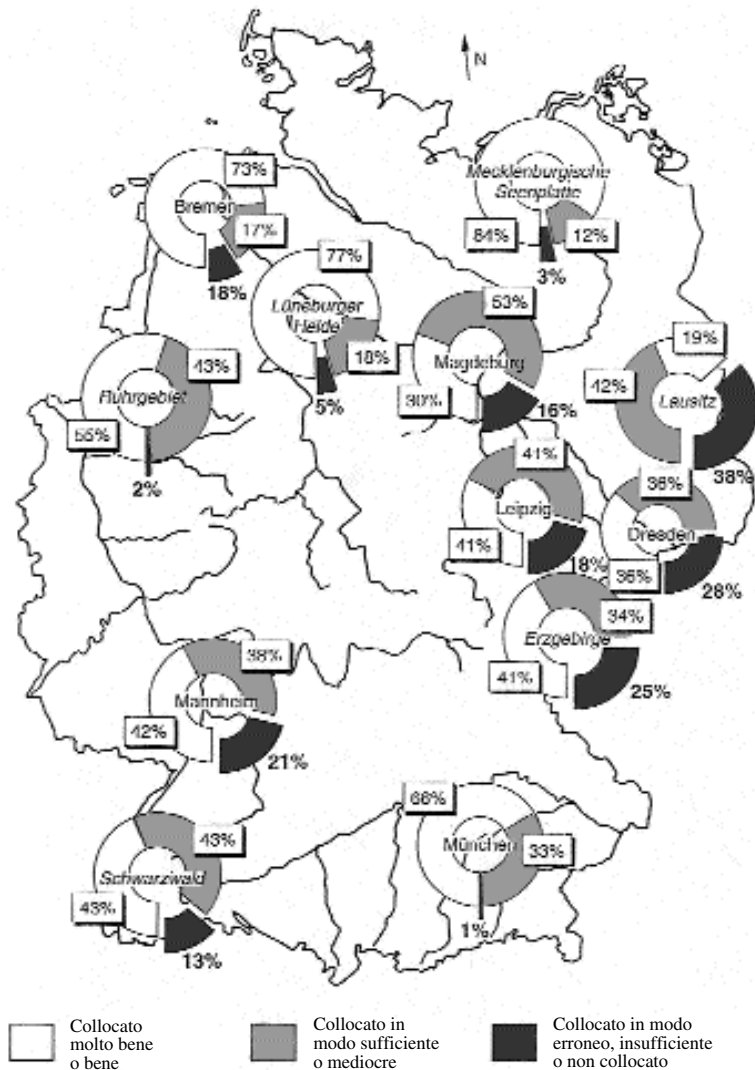 N
73%
Bremen
17%
18%
Mecklenburgische
Seenplatte
84%
12%
3%
77%
Lüneburger
Heide
18%
5%
53%
Magdeburg
30%
16%
43%
Ruhrgebiet
55%
2%
19%
42%
Lausitz
38%
41%
Leipzig
41%
18%
36%
Dresden
36%
28%
34%
Erzgebirge
41%
25%
38%
Mannheim
42%
21%
66%
München
33%
1%
43%
Schwarzwald
43%
13%
Collocato
molto bene
o bene
Collocato in
modo sufficiente
o mediocre
Collocato in modo
erroneo, insufficiente
o non collocato